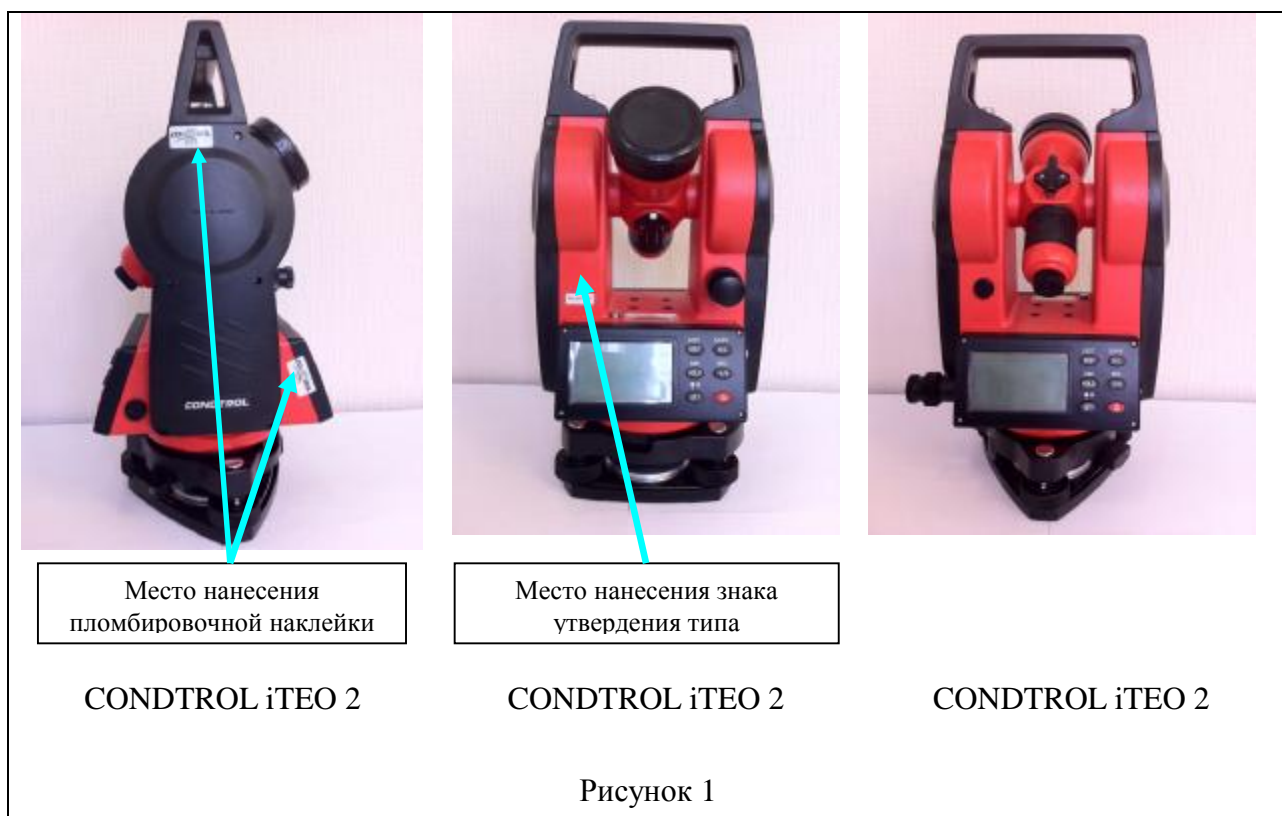 CONDTROL
Место нанесения
пломбировочной наклейки
Место нанесения знака
утвердения типа
CONDTROL iTEO 2
CONDTROL iTEO 2
CONDTROL iTEO 2
Рисунок 1